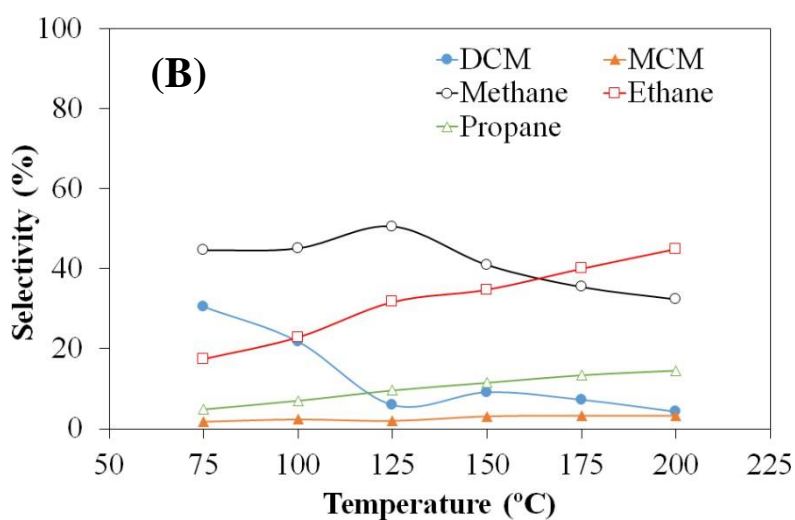 100
80
60
40
20
0
Selectivity (%)
(B)
DCM MCM
Methane Ethane
Propane
50 75 100 125 150 175 200 225
Temperature (ºC)